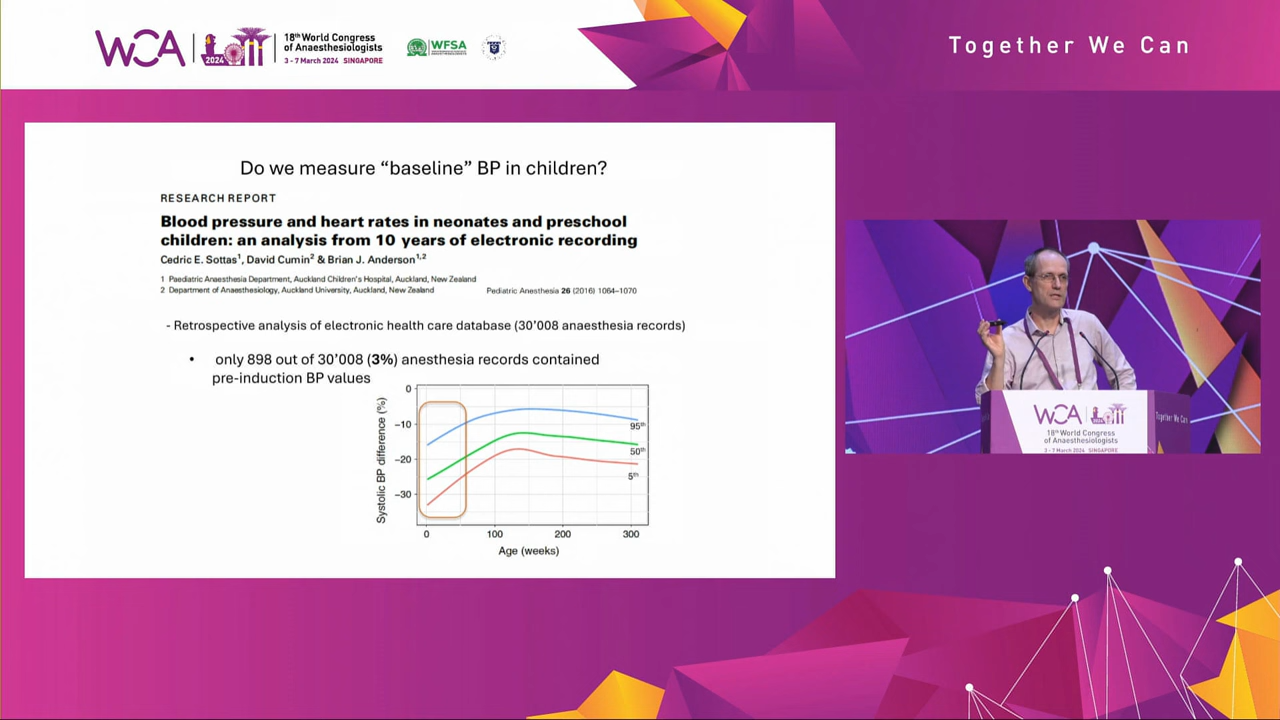 WCA
2024
18th World Congress
of Anaesthesiologists
3 - 7 March 2024 SINGAPORE
WFSA
Together We Can
Do we measure “baseline” BP in children?
RESEARCH REPORT
Blood pressure and heart rates in neonates and preschool
children: an analysis from 10 years of electronic recording
Cedric E. Sottas1, David Cumin2 & Brian J. Anderson1,2
1 Paediatric Anaesthesia Department, Auckland Children's Hospital, Auckland, New Zealand
2 Department of Anaesthesiology, Auckland University, Auckland, New Zealand
Pediatric Anesthesia 26 (2016) 1064–1070
- Retrospective analysis of electronic health care database (30'008 anaesthesia records)
• only 898 out of 30'008 (3%) anesthesia records contained
pre-induction BP values
Systolic BP difference (%)
0
−10
−20
−30
95th
50th
5th
0 100 200 300
Age (weeks)
WCA
18th World Congress
of Anaesthesiologists
3 - 7 March 2024 SINGAPORE
Together We Can